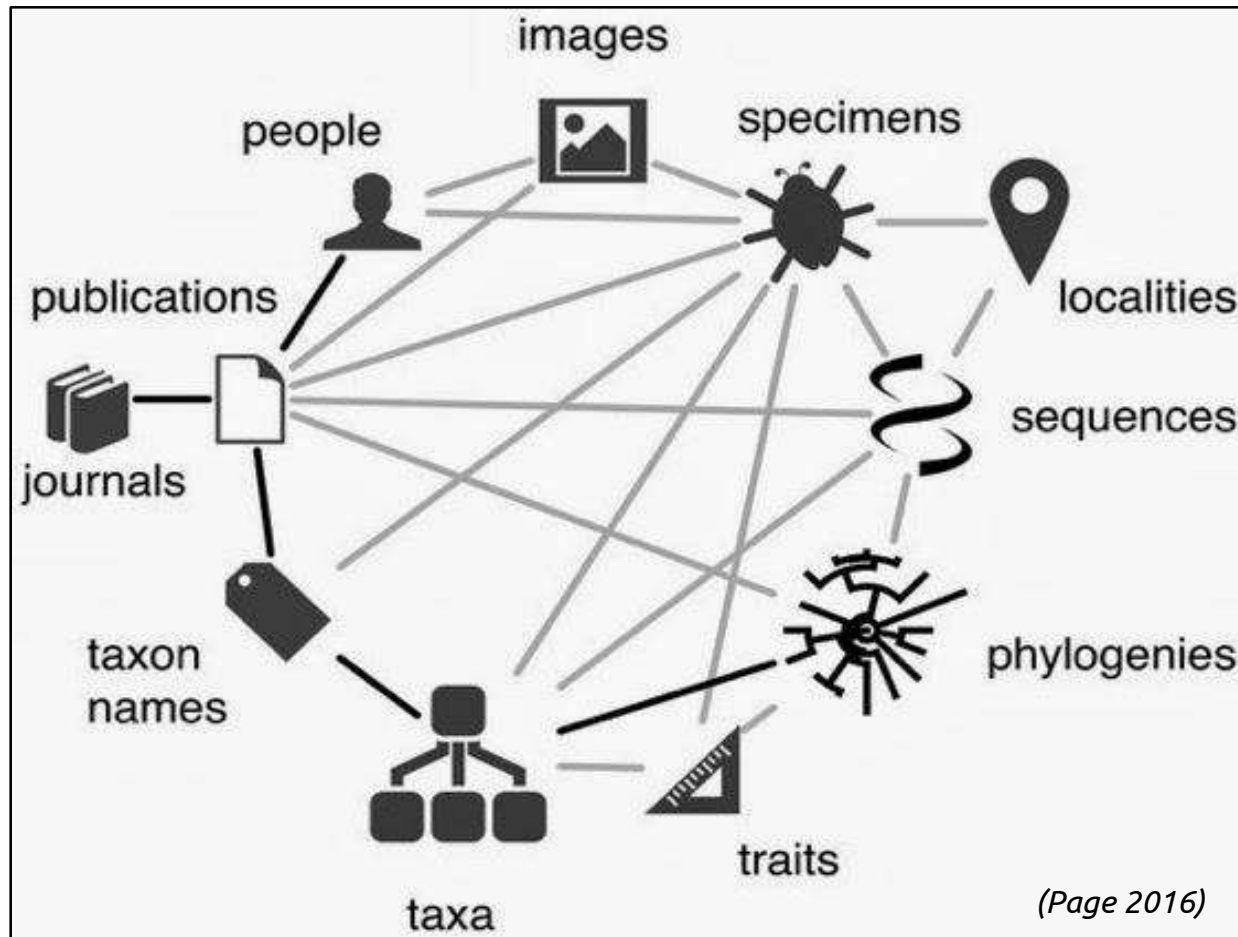 images
people
specimens
publications
localities
journals
sequences
taxon
names
phylogenies
traits
taxa
(Page 2016)